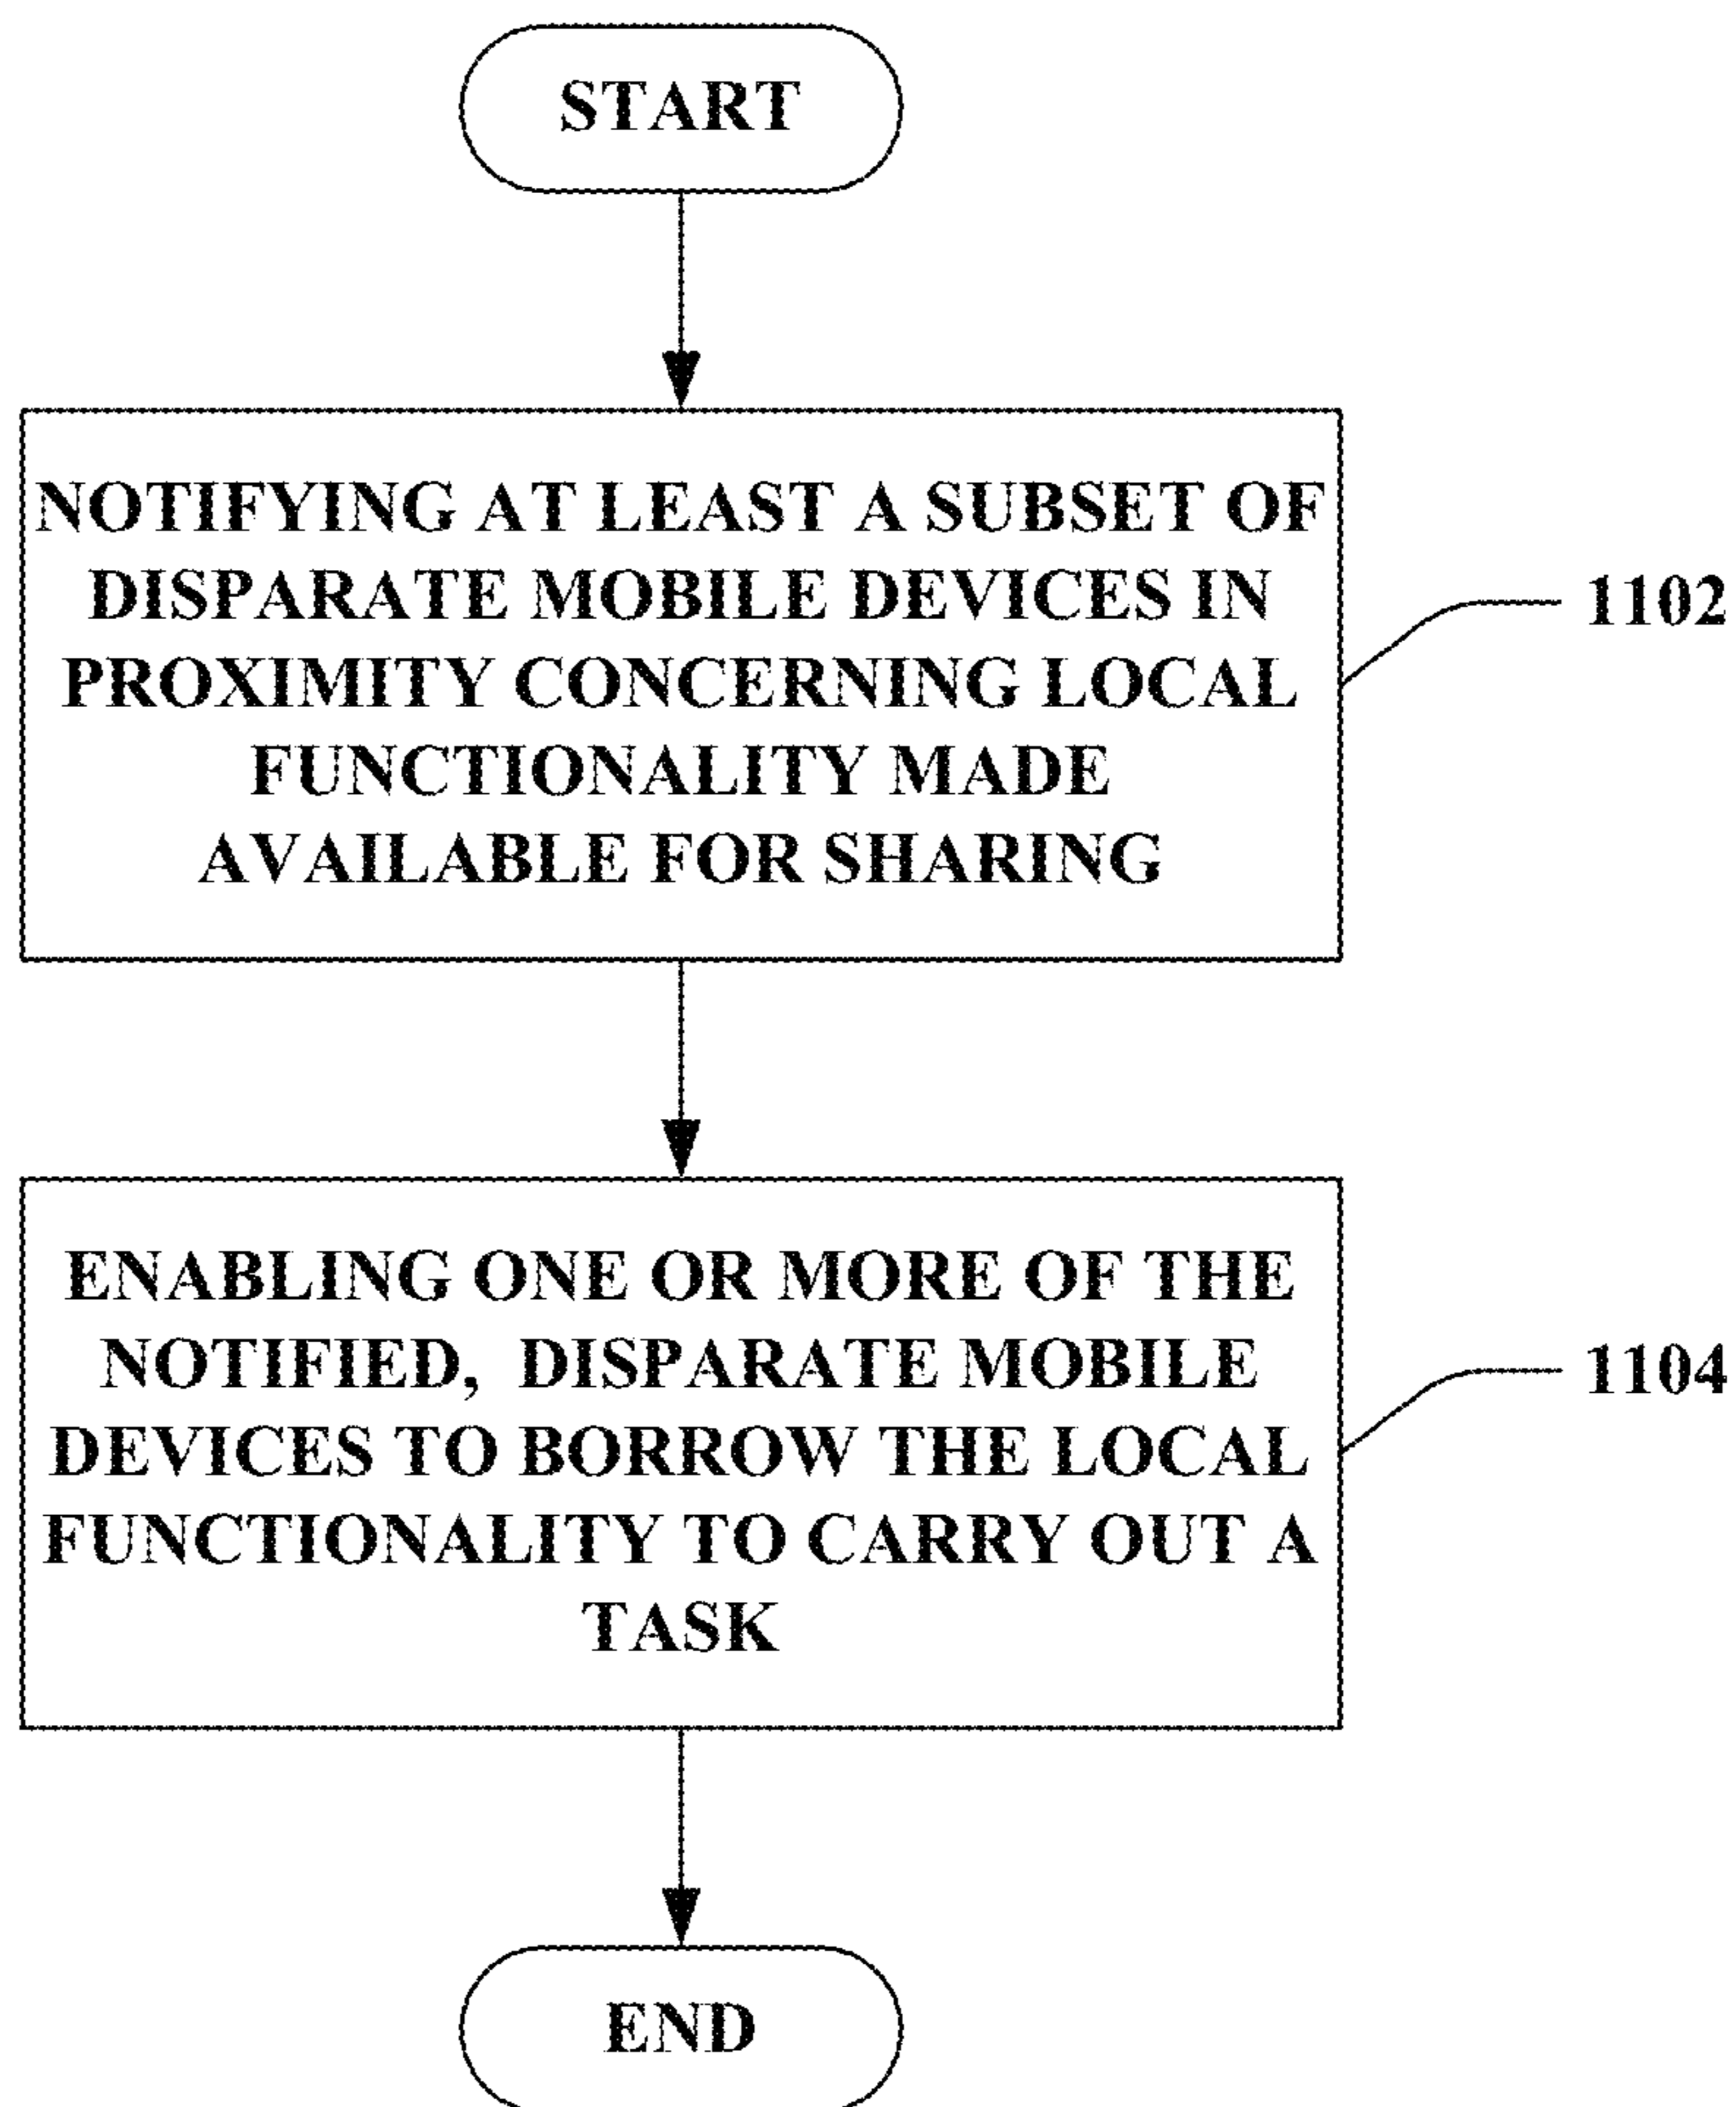 START
NOTIFYING AT LEAST A SUBSET OF
DISPARATE MOBILE DEVICES IN
PROXIMITY CONCERNING LOCAL
FUNCTIONALITY MADE
AVAILABLE FOR SHARING
1102
ENABLING ONE OR MORE OF THE
NOTIFIED, DISPARATE MOBILE
DEVICES TO BORROW THE LOCAL
FUNCTIONALITY TO CARRY OUT A
TASK
1104
END